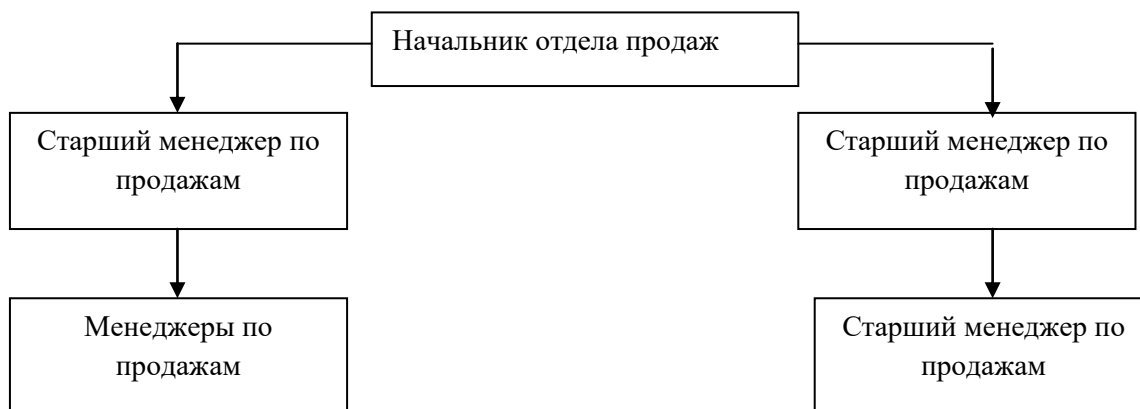 Начальник отдела продаж
Старший менеджер по
продажам
Старший менеджер по
продажам
Менеджеры по
продажам
Старший менеджер по
продажам